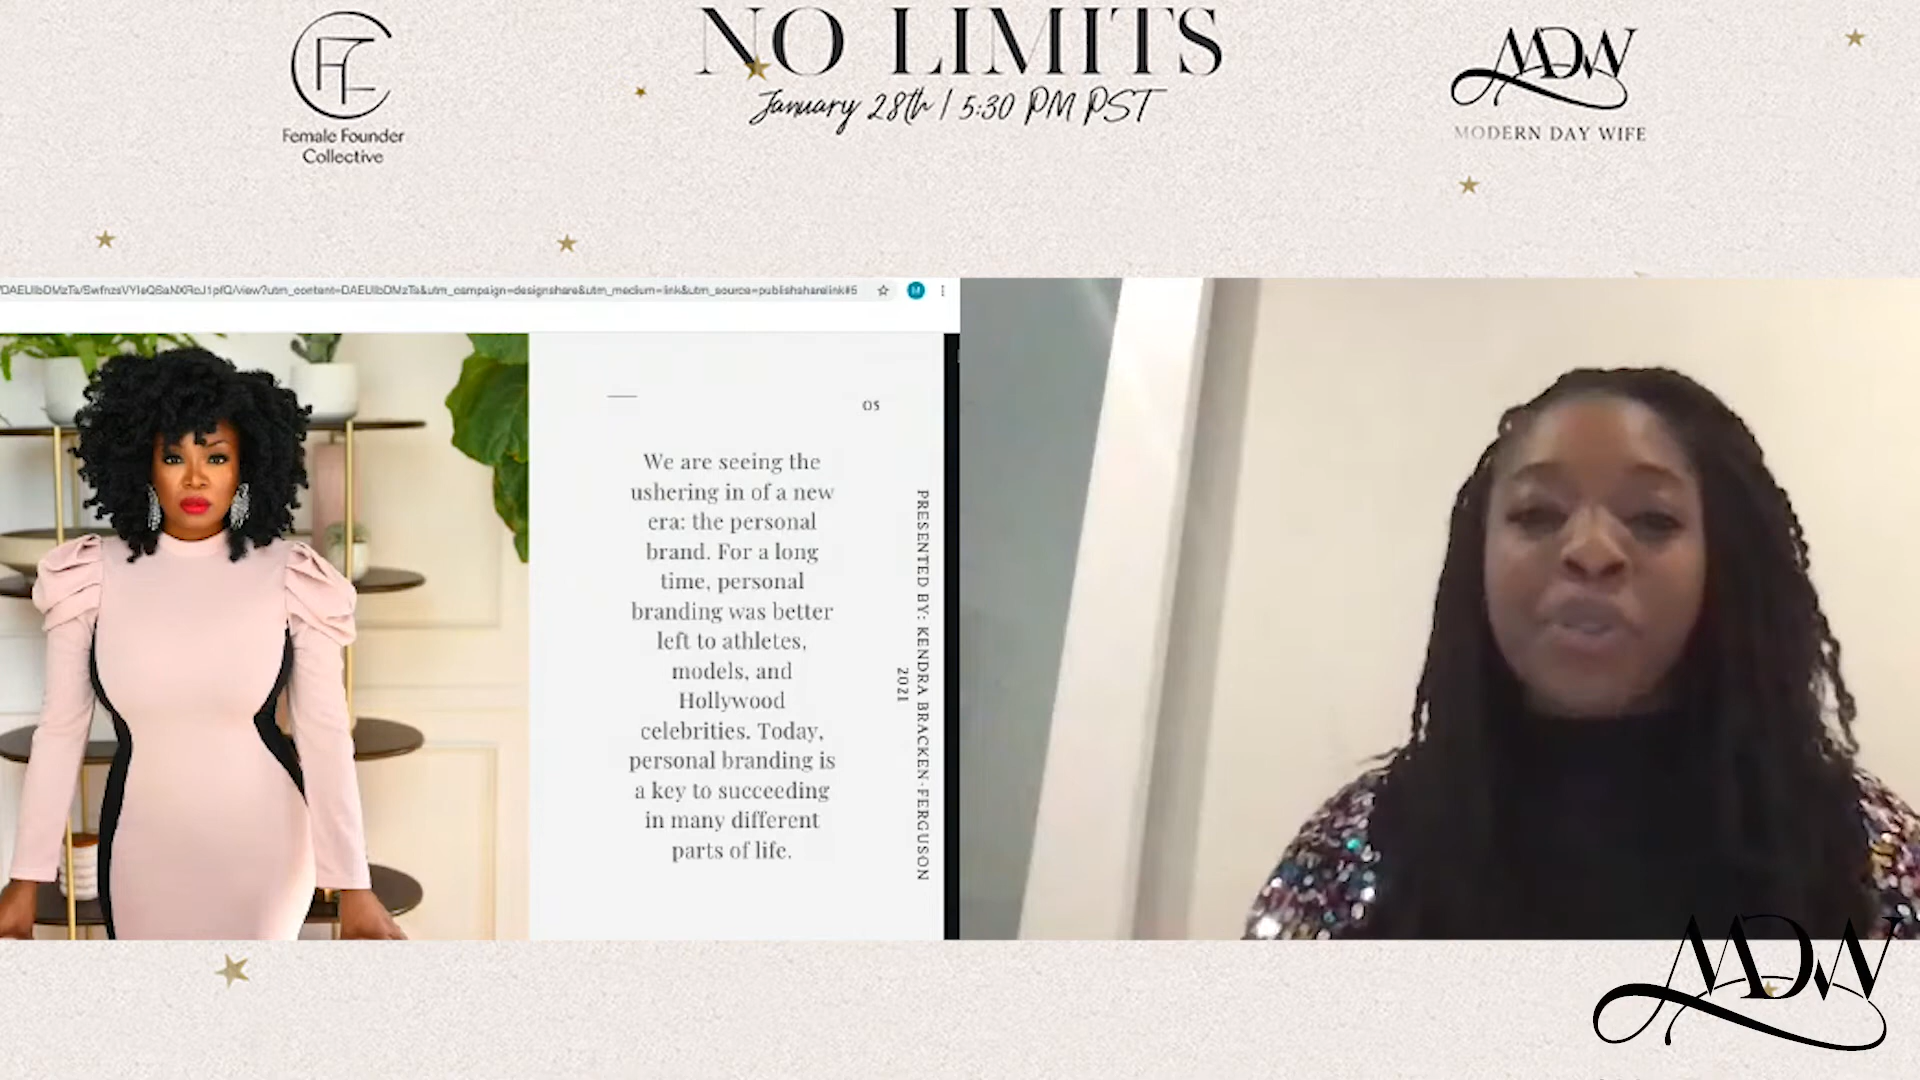 NO LIMITS
January 28th / 5:30 PM PST
FFC
Female Founder
Collective
MDW
MODERN DAY WIFE
M
05
We are seeing the
ushering in of a new
era: the personal
brand. For a long
time, personal
branding was better
left to athletes,
models, and
Hollywood
celebrities. Today,
personal branding is
a key to succeeding
in many different
parts of life.
PRESENTED BY: KENDRA BRACKEN-FERGUSON
2021
MDW